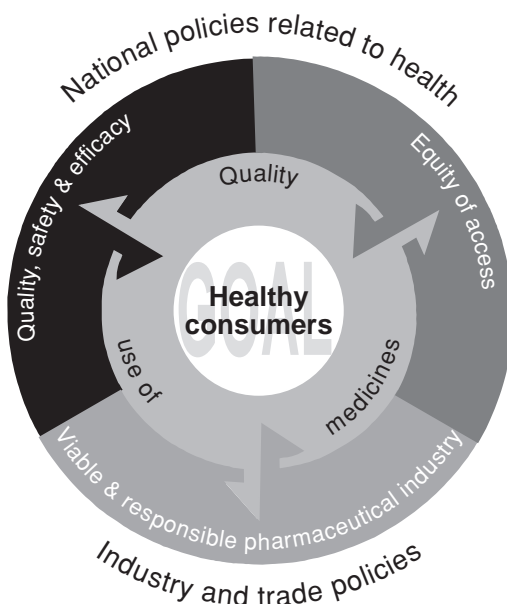 National policies related to health
Quality, safety & efficacy
Equity of access
Quality
use of
medicines
GOAL
Healthy
consumers
Viable & responsible pharmaceutical industry
Industry and trade policies